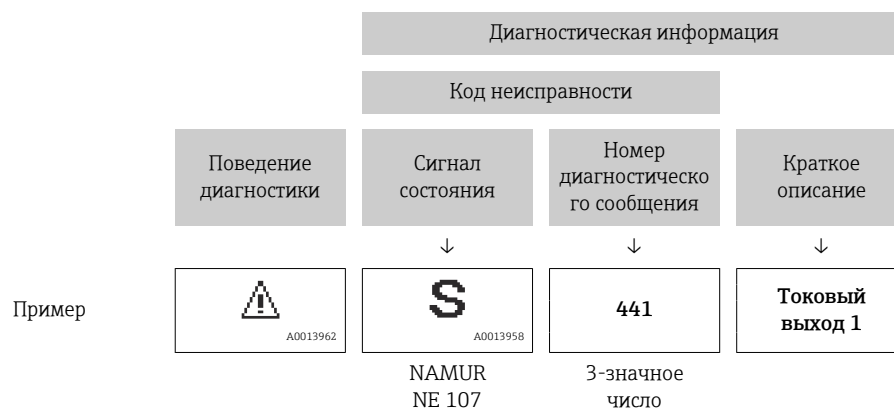 Диагностическая информация
Код неисправности
Поведение
диагностики
Сигнал
состояния
Номер
диагностическо
го сообщения
Краткое
описание
↓
↓
↓
Пример
A0013962
S
A0013958
441
Токовый
выход 1
NAMUR
NE 107
3-значное
число